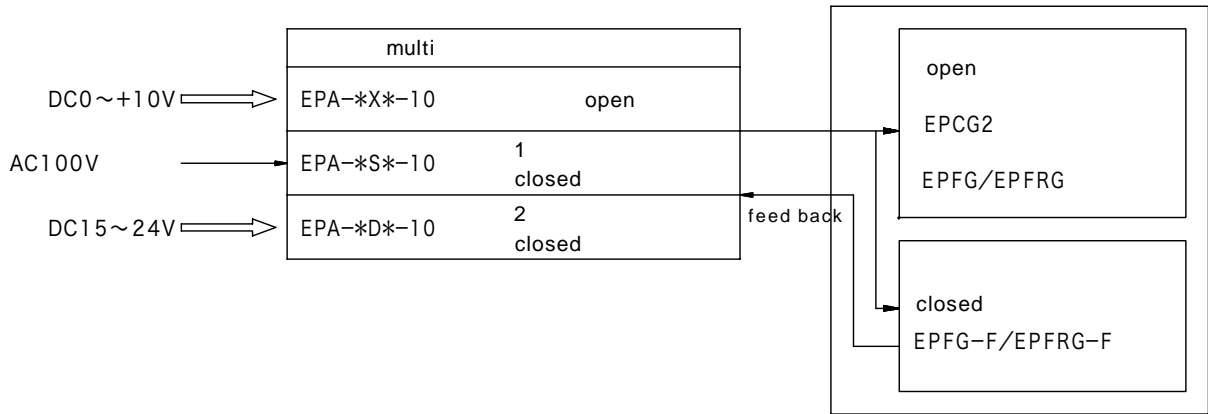 multi
DC0～+10V
EPA-*X*-10 open
AC100V
EPA-*S*-10 1
closed
DC15～24V
EPA-*D*-10 2
closed
feed back
open
EPCG2
EPFG/EPFRG
closed
EPFG-F/EPFRG-F